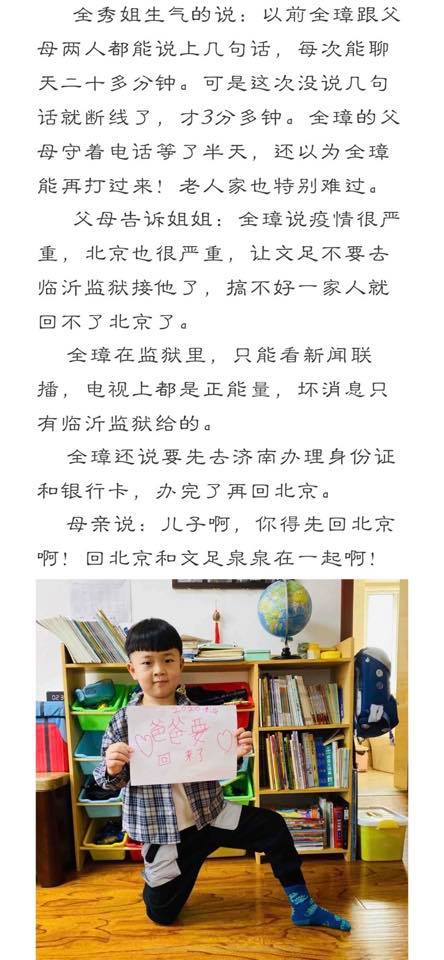 全秀姐生气的说：以前全璋跟父
母两人都能说上几句话，每次能聊
天二十多分钟。可是这次没说几句
话就断线了，才3分多钟。全璋的父
母守着电话等了半天，还以为全璋
能再打过来！老人家也特别难过。
父母告诉姐姐：全璋说疫情很严
重，北京也很严重，让文足不要去
临沂监狱接他了，搞不好一家人就
回不了北京了。
全璋在监狱里，只能看新闻联
播，电视上都是正能量，坏消息只
有临沂监狱给的。
全璋还说要先去济南办理身份证
和银行卡，办完了再回北京。
母亲说：儿子啊，你得先回北京
啊！回北京和文足泉泉在一起啊！
爸爸要
回来了